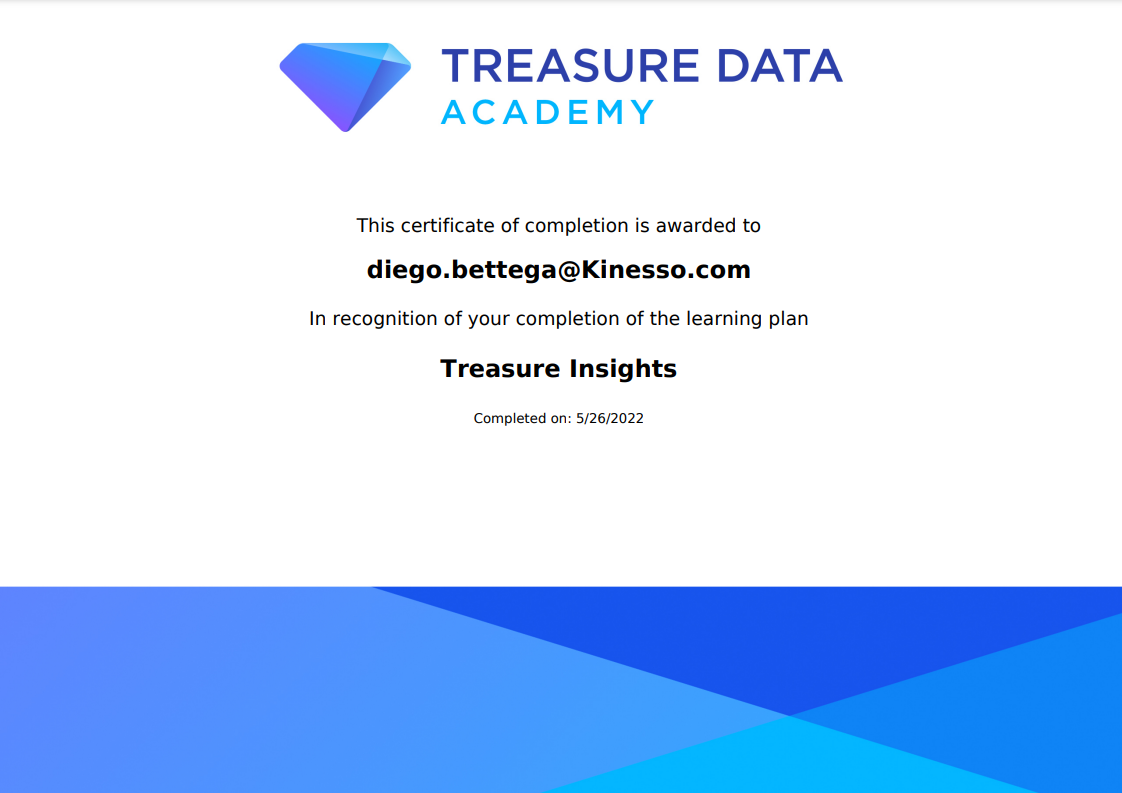 TREASURE DATA
ACADEMY
This certificate of completion is awarded to
diego.bettega@Kinesso.com
In recognition of your completion of the learning plan
Treasure Insights
Completed on: 5/26/2022